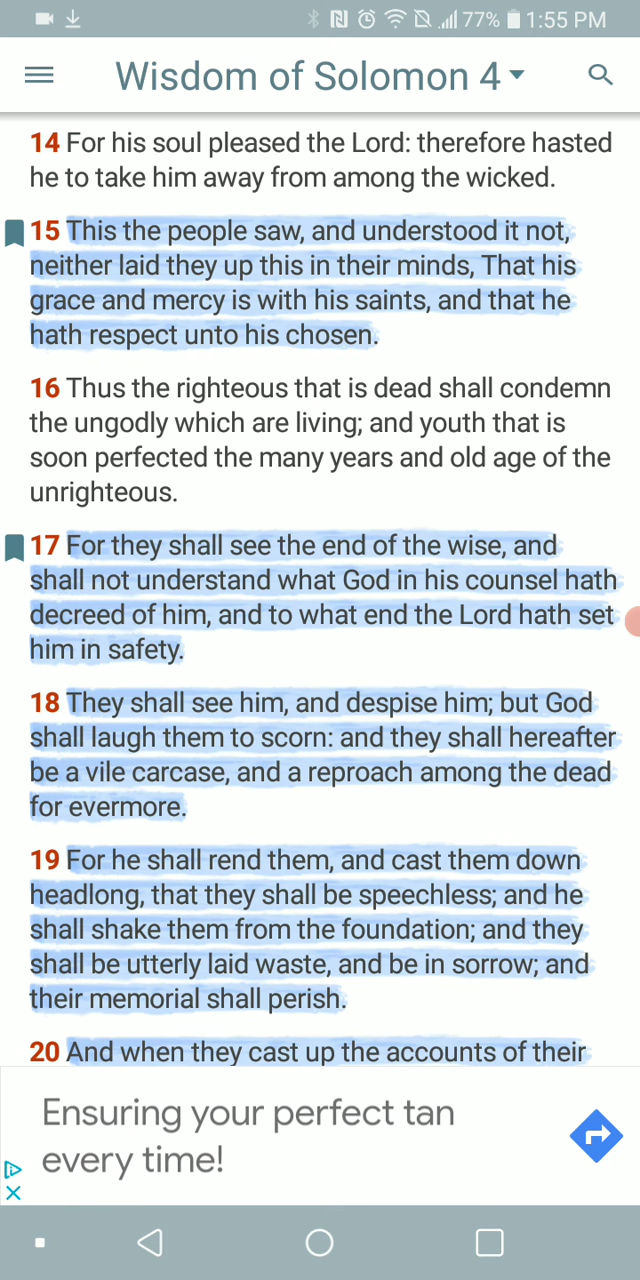 77% 1:55 PM
Wisdom of Solomon 4
14 For his soul pleased the Lord: therefore hasted
he to take him away from among the wicked.
15 This the people saw, and understood it not,
neither laid they up this in their minds, That his
grace and mercy is with his saints, and that he
hath respect unto his chosen.
16 Thus the righteous that is dead shall condemn
the ungodly which are living; and youth that is
soon perfected the many years and old age of the
unrighteous.
17 For they shall see the end of the wise, and
shall not understand what God in his counsel hath
decreed of him, and to what end the Lord hath set
him in safety.
18 They shall see him, and despise him; but God
shall laugh them to scorn: and they shall hereafter
be a vile carcase, and a reproach among the dead
for evermore.
19 For he shall rend them, and cast them down
headlong, that they shall be speechless; and he
shall shake them from the foundation; and they
shall be utterly laid waste, and be in sorrow; and
their memorial shall perish.
20 And when they cast up the accounts of their
Ensuring your perfect tan
every time!